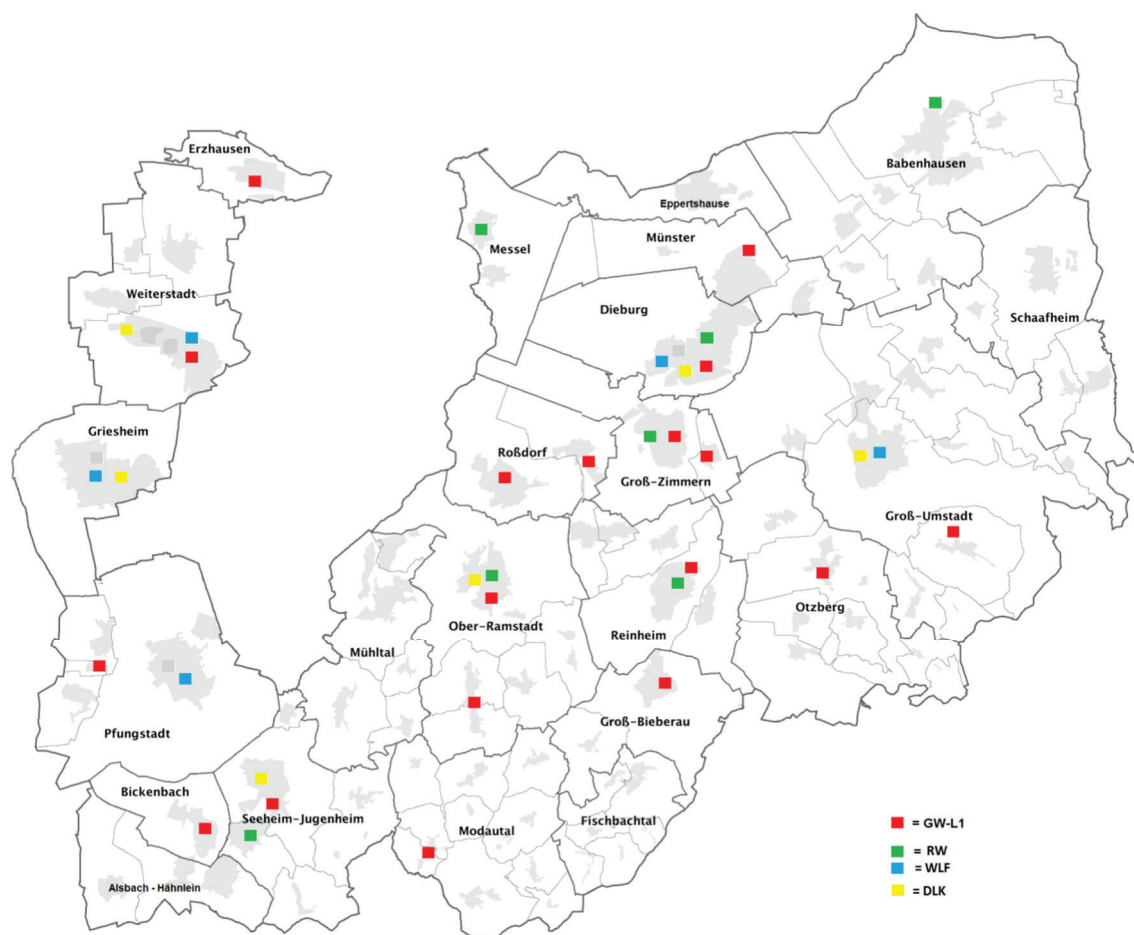 Erzhausen
Babenhausen
Eppertshause
Münster
Messel
Weiterstadt
Dieburg
Schaafheim
Griesheim
Roßdorf
Groß-Zimmern
Groß-Umstadt
Otzberg
Ober-Ramstadt
Reinheim
Mühltal
Groß-Bieberau
Pfungstadt
Bickenbach
Seeheim-Jugenheim
Modautal
Fischbachtal
Alsbach - Hähnlein
= GW-L1
= RW
= WLF
= DLK